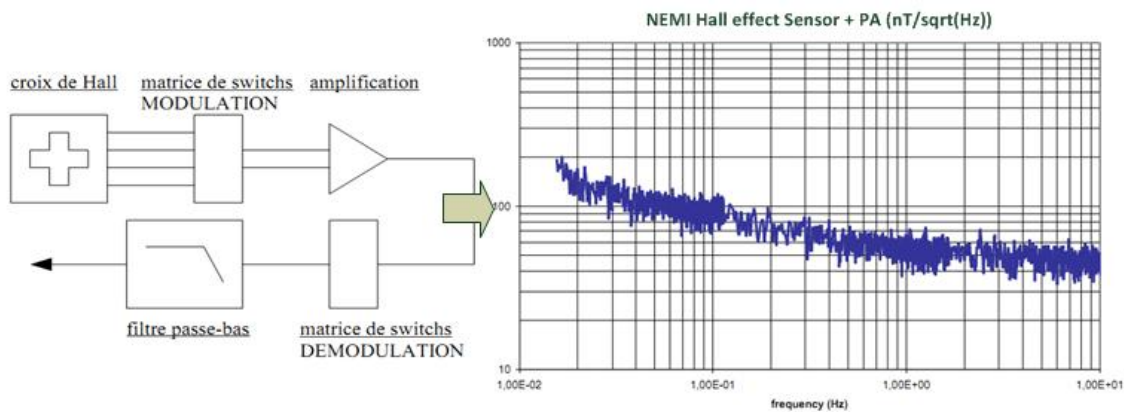 NEMI Hall effect Sensor + PA (nT/sqrt(Hz))
croix de Hall
matrice de switchs
MODULATION
amplification
filtre passe-bas
matrice de switchs
DEMODULATION
1000
100
10
1,00E-02
1,00E-01
1,00E+00
1,00E+01
frequency (Hz)